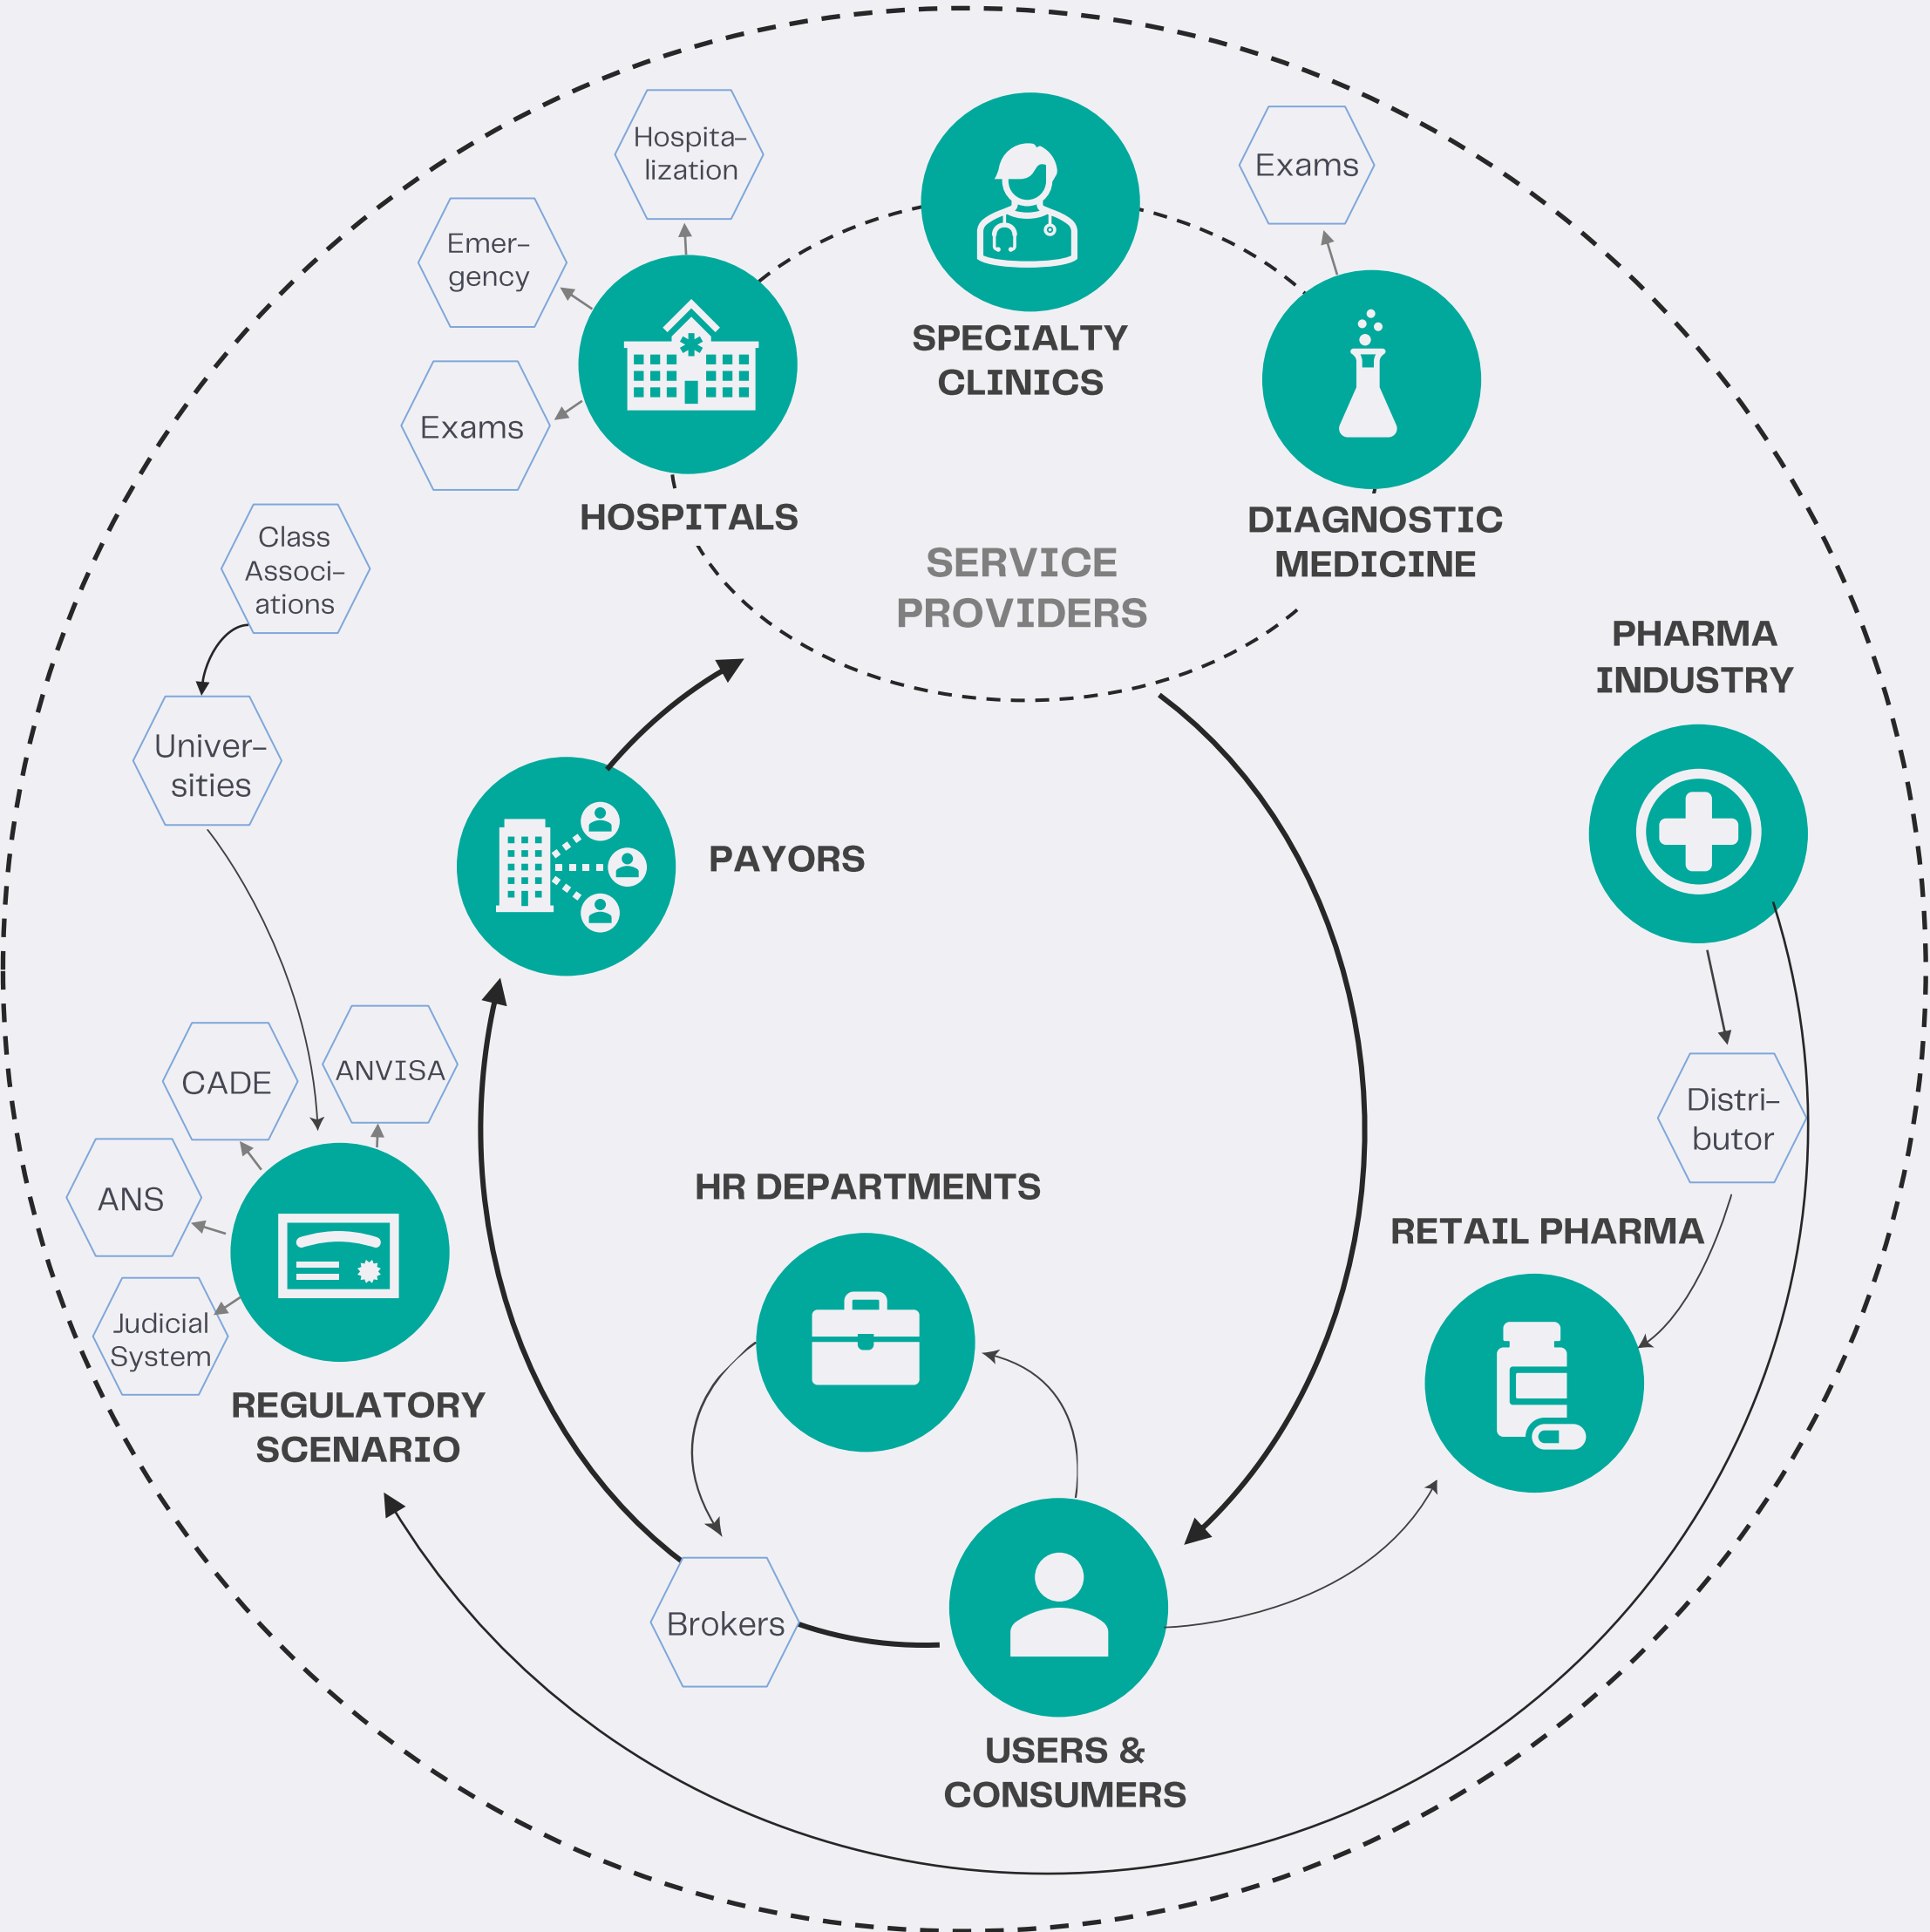 Hospita-
lization
Emer-
gency
Exams
HOSPITALS
SPECIALTY
CLINICS
Exams
DIAGNOSTIC
MEDICINE
SERVICE
PROVIDERS
Class
Associ-
ations
Univer-
sities
PAYORS
PHARMA
INDUSTRY
Distri-
butor
CADE
ANVISA
ANS
Judicial
System
REGULATORY
SCENARIO
HR DEPARTMENTS
RETAIL PHARMA
Brokers
USERS &
CONSUMERS